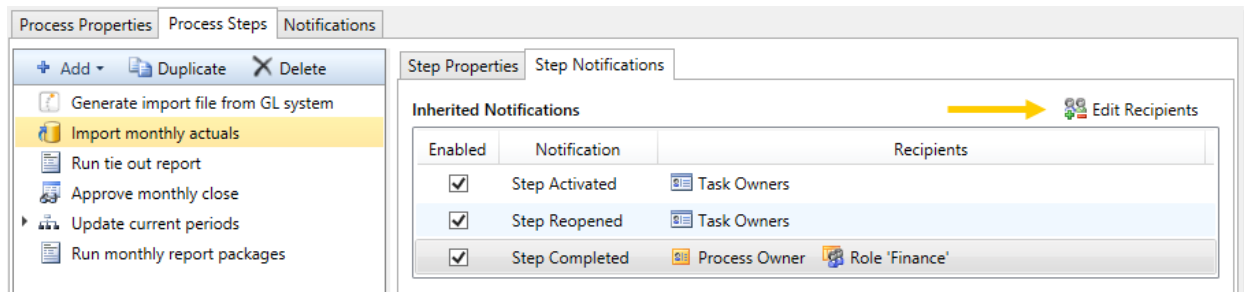 Process Properties Process Steps Notifications
Add Duplicate Delete
Generate import file from GL system
Import monthly actuals
Run tie out report
Approve monthly close
Update current periods
Run monthly report packages
Step Properties Step Notifications
Inherited Notifications Edit Recipients
Enabled Notification Recipients
Step Activated Task Owners
Step Reopened Task Owners
Step Completed Process Owner Role 'Finance'